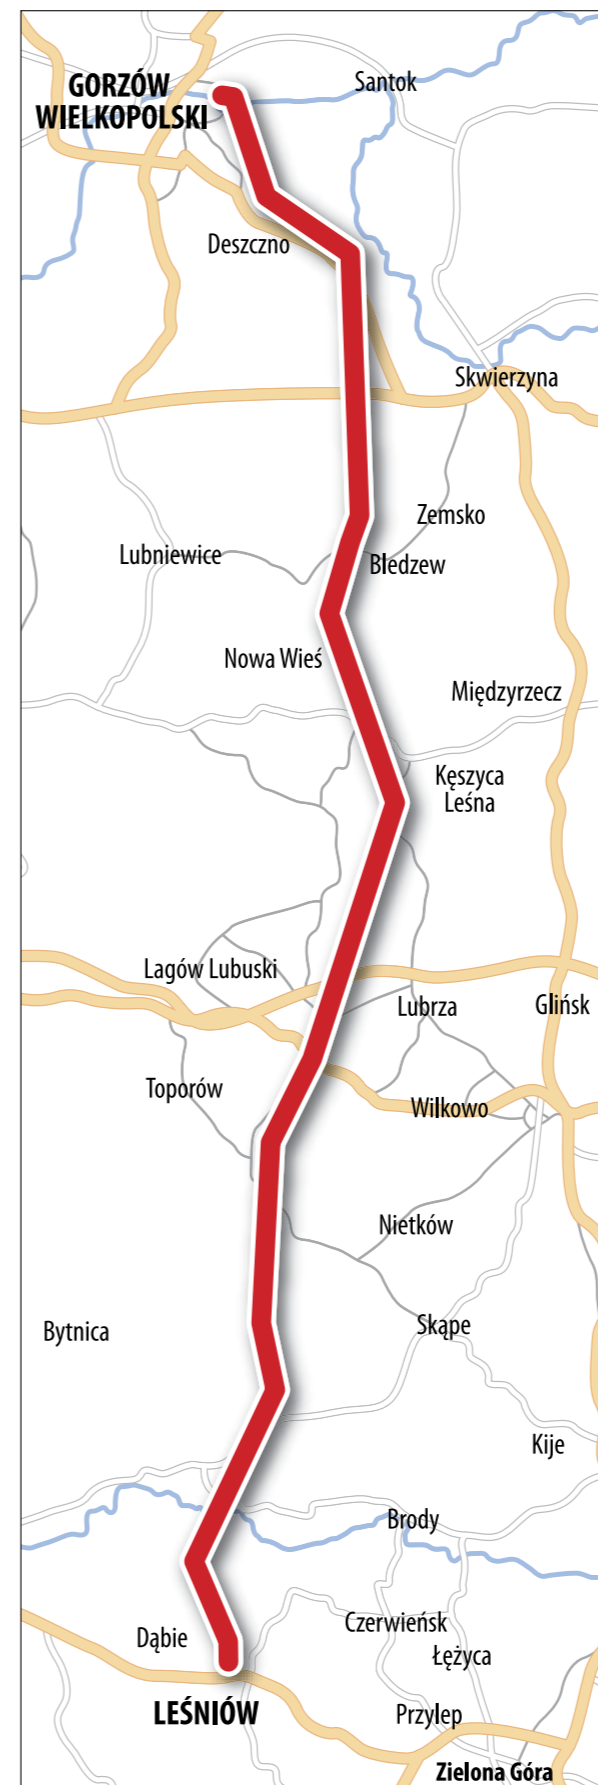 GORZÓW
WIELKOPOLSKI
Santok
Deszczno
Skwierzyna
Zemsko
Lubniewice
Bledzew
Nowa Wieś
Międzyrzecz
Kęszyca
Leśna
Lagów Lubuski
Lubrza
Glińsk
Toporów
Wilkowo
Nietków
Bytnica
Skąpe
Kije
Brody
Czerwieńsk
Dąbie
Łężyca
LEŚNIÓW
Przylep
Zielona Góra